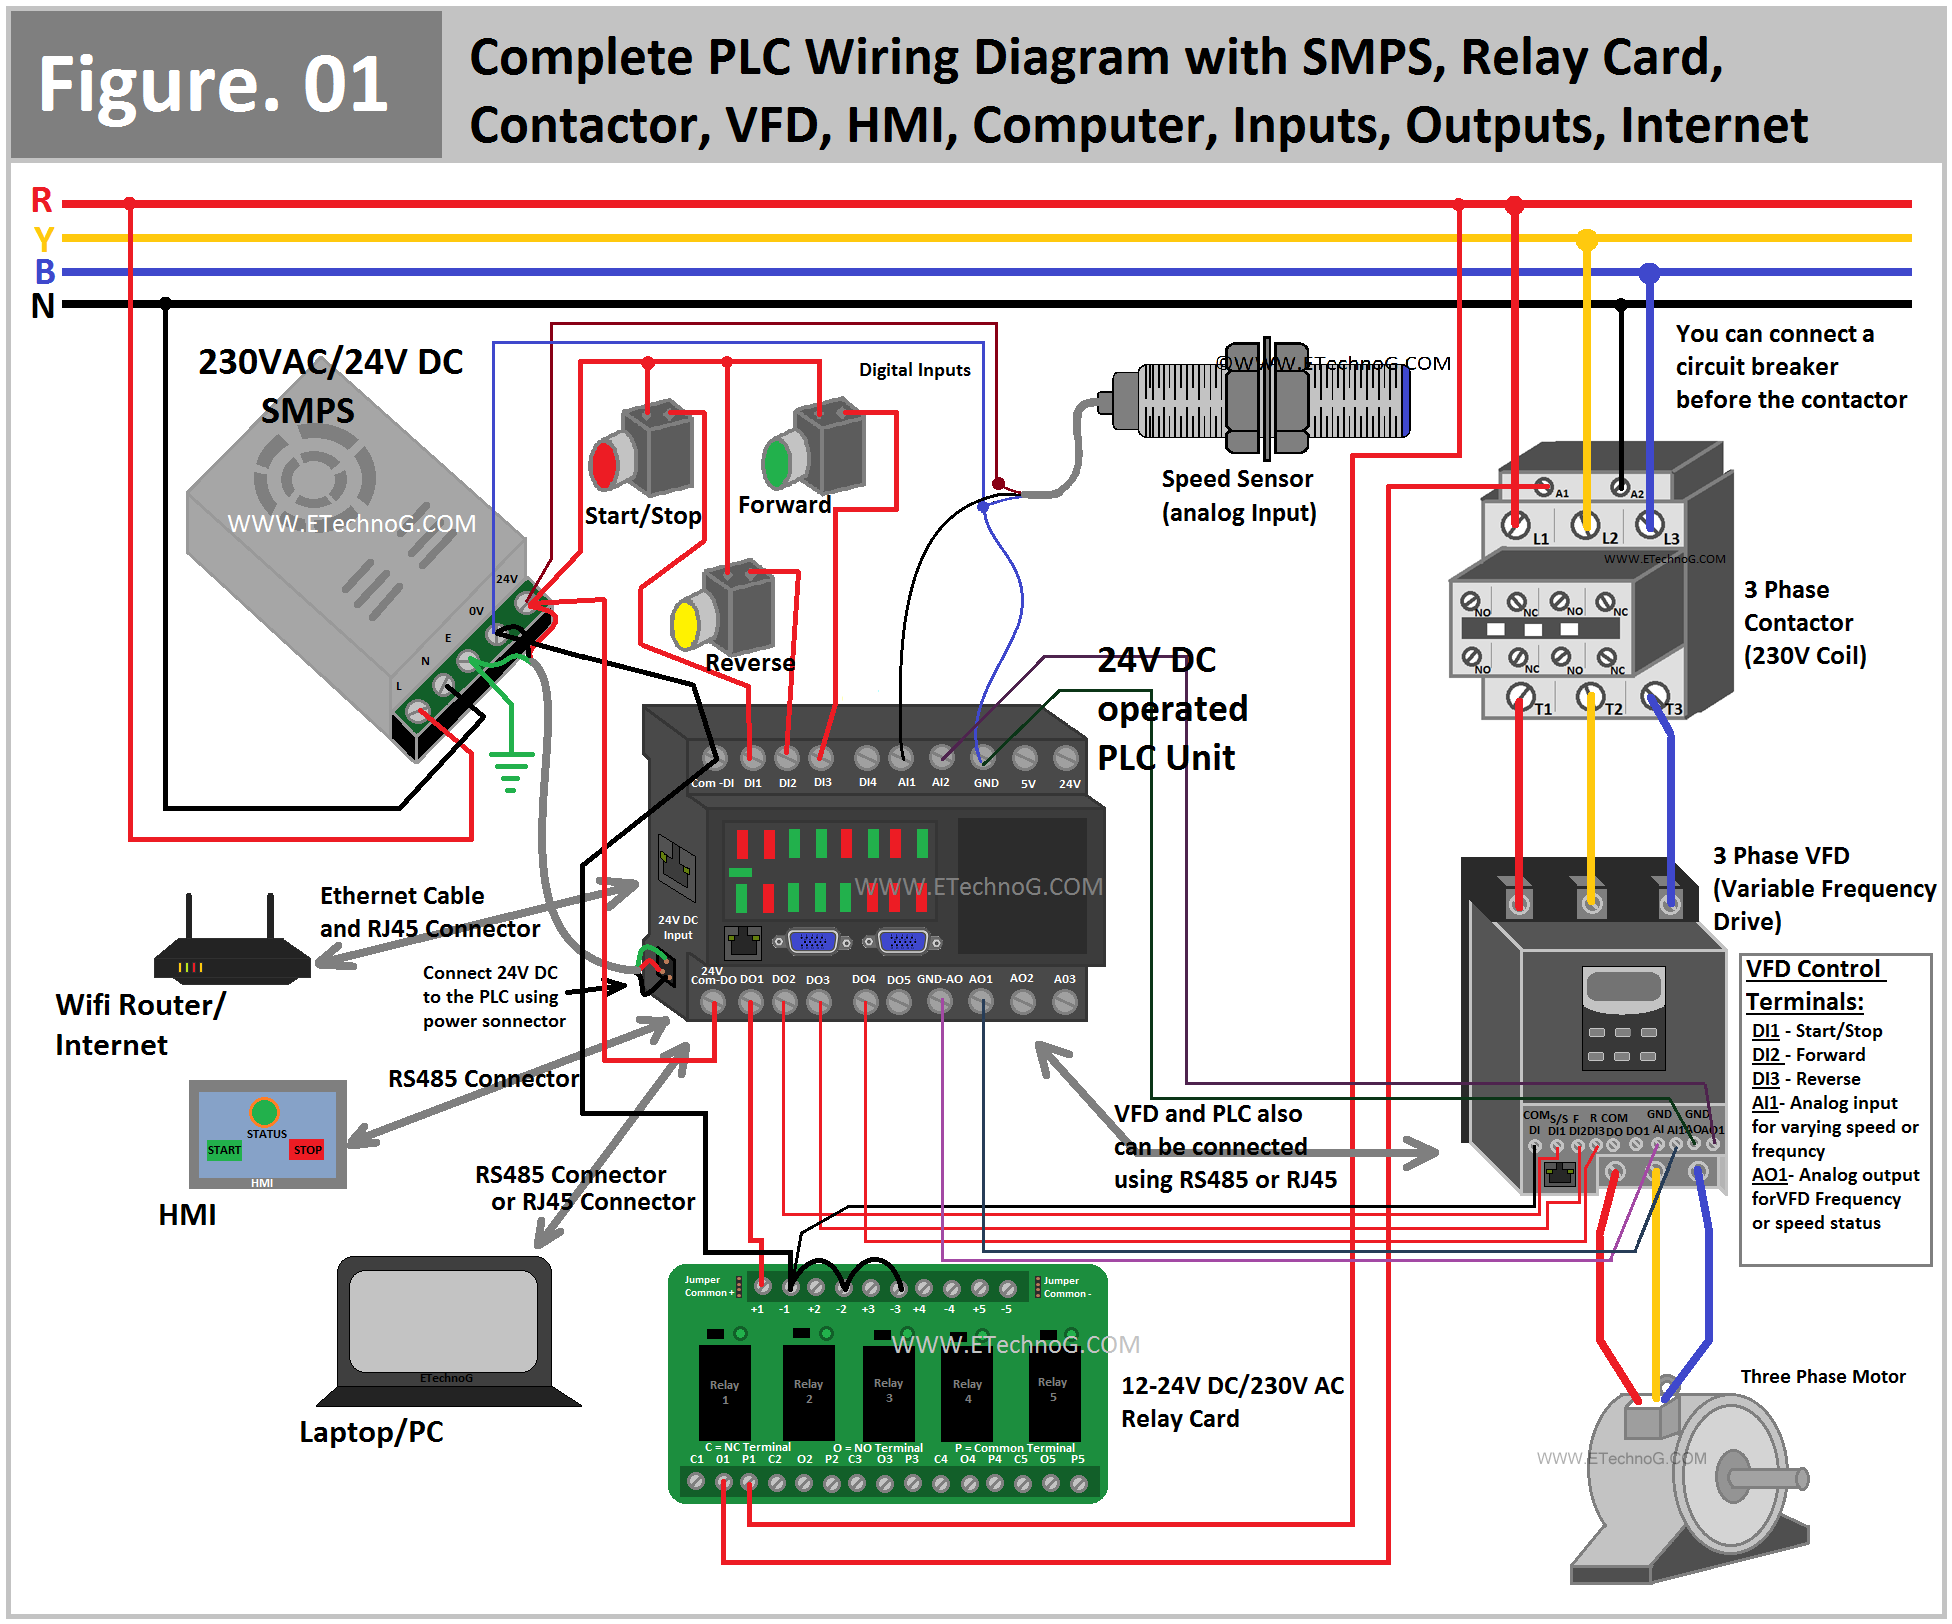 Figure. 01
Complete PLC Wiring Diagram with SMPS, Relay Card,
Contactor, VFD, HMI, Computer, Inputs, Outputs, Internet
R
Y
B
N
230VAC/24V DC
SMPS
WWW.ETechnoG.COM
24V
0V
E
N
L
Start/Stop
Forward
Reverse
Digital Inputs
©WWW.ETechnoG.COM
Speed Sensor
(analog Input)
You can connect a
circuit breaker
before the contactor
A1
A2
L1
L2
L3
WWW.ETechnoG.COM
NO
NC
NO
NC
NO
NC
NO
NC
T1
T2
T3
3 Phase
Contactor
(230V Coil)
24V DC
operated
PLC Unit
Com -DI
DI1
DI2
DI3
DI4
AI1
AI2
GND
5V
24V
WWW.ETechnoG.COM
24V DC
Input
24V
Com-DO
DO1
DO2
DO3
DO4
DO5
GND-AO
AO1
AO2
A03
Ethernet Cable
and RJ45 Connector
Connect 24V DC
to the PLC using
power sonnector
Wifi Router/
Internet
RS485 Connector
START
STATUS
STOP
HMI
HMI
RS485 Connector
or RJ45 Connector
ETechnoG
Laptop/PC
VFD and PLC also
can be connected
using RS485 or RJ45
3 Phase VFD
(Variable Frequency
Drive)
VFD Control
Terminals:
DI1 - Start/Stop
DI2 - Forward
DI3 - Reverse
AI1- Analog input
for varying speed or
frequncy
AO1- Analog output
forVFD Frequency
or speed status
COM S/S F R COM GND GND
DI DI1 DI2 DI3 DO DO1 AI AI1 AO AO1
Jumper
Common +
Jumper
Common -
+1 -1 +2 -2 +3 -3 +4 -4 +5 -5
WWW.ETechnoG.COM
Relay
1
Relay
2
Relay
3
Relay
4
Relay
5
C = NC Terminal
O = NO Terminal
P = Common Terminal
C1 01 P1 C2 O2 P2 C3 O3 P3 C4 O4 P4 C5 O5 P5
12-24V DC/230V AC
Relay Card
Three Phase Motor
WWW.ETechnoG.COM